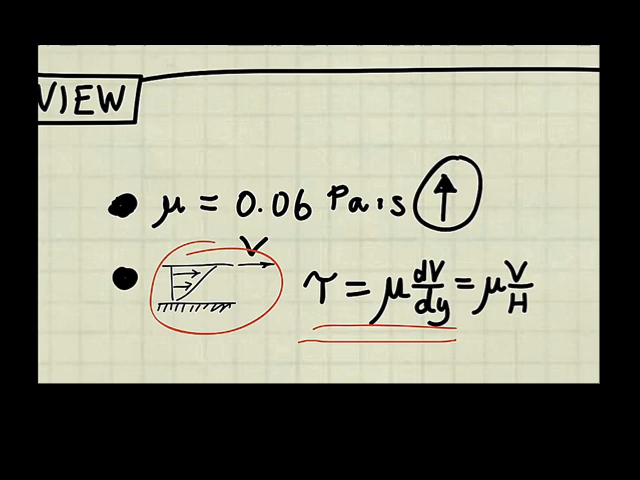 VIEW
μ = 0.06 Pa.s ↑
V
τ = μ dV/dy = μ V/H